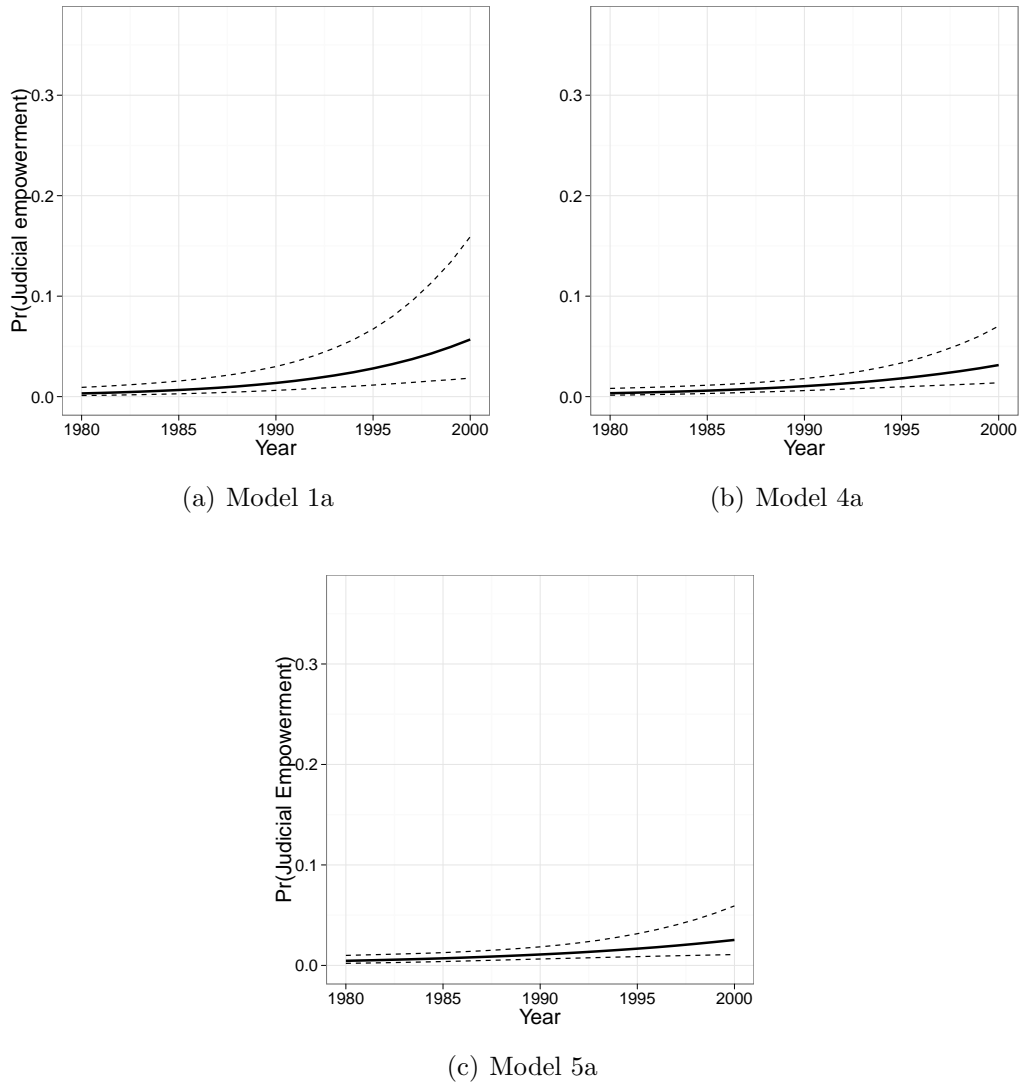 Pr(Judicial empowerment)
0.3
0.2
0.1
0.0
1980 1985 1990 1995 2000
Year
(a) Model 1a
0.3
0.2
0.1
0.0
1980 1985 1990 1995 2000
Year
(b) Model 4a
Pr(Judicial Empowerment)
0.3
0.2
0.1
0.0
1980 1985 1990 1995 2000
Year
(c) Model 5a